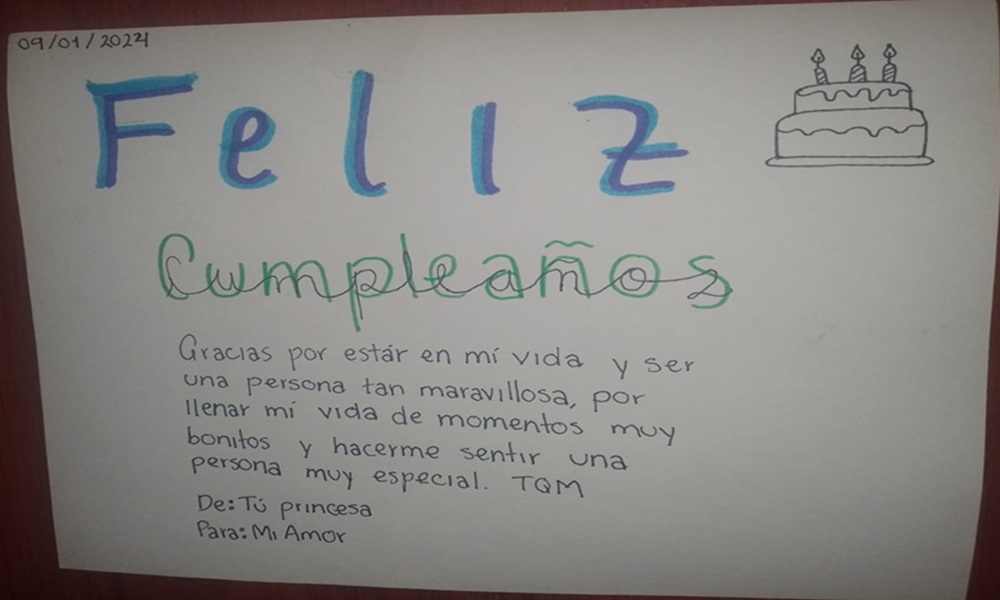 09/01/2024
Feliz
Cumpleaños
Gracias por estár en mí vida y ser
una persona tan maravillosa, por
llenar mí vida de momentos muy
bonitos y hacerme sentir una
persona muy especial. TQM
De: Tú princesa
Para: Mi Amor